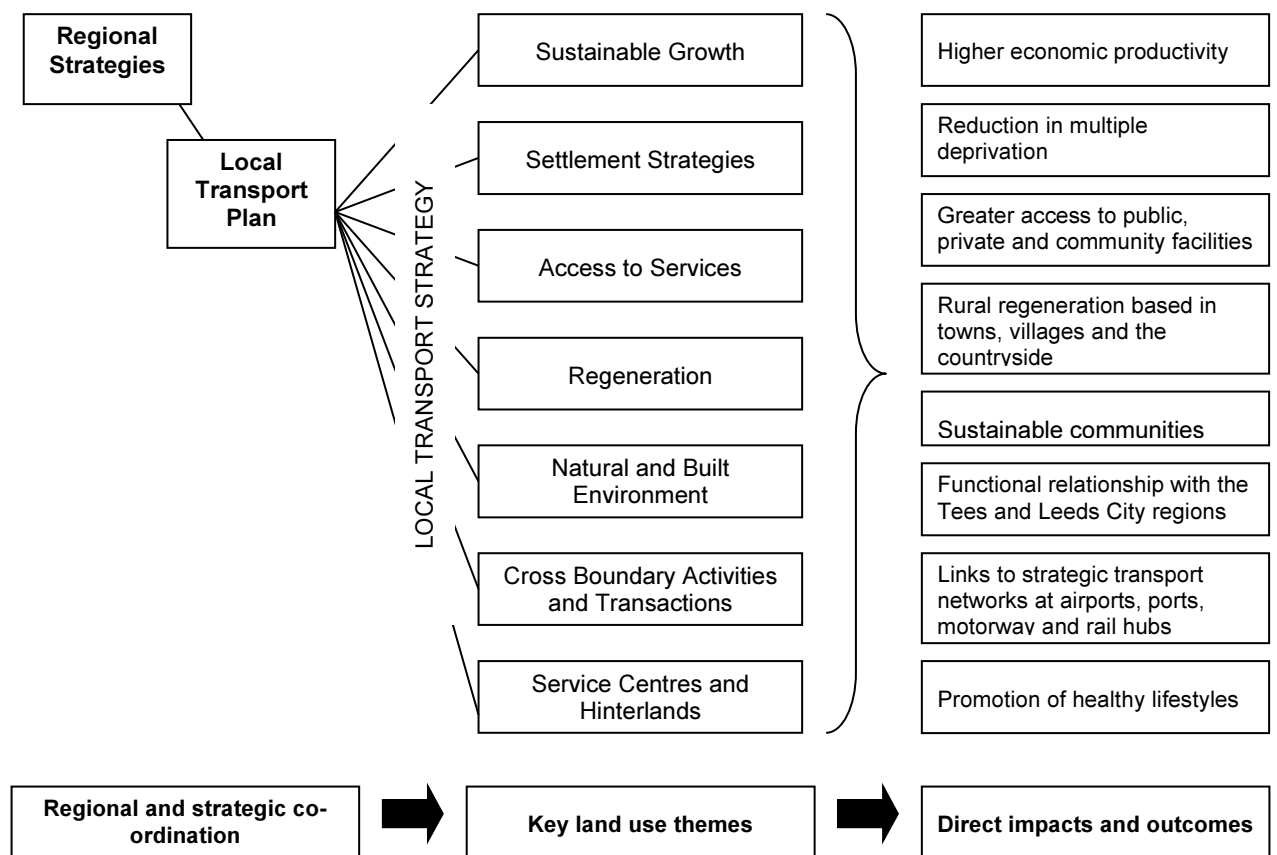 Regional
Strategies
Local
Transport
Plan
LOCAL TRANSPORT STRATEGY
Sustainable Growth
Settlement Strategies
Access to Services
Regeneration
Natural and Built
Environment
Cross Boundary Activities
and Transactions
Service Centres and
Hinterlands
Higher economic productivity
Reduction in multiple
deprivation
Greater access to public,
private and community facilities
Rural regeneration based in
towns, villages and the
countryside
Sustainable communities
Functional relationship with the
Tees and Leeds City regions
Links to strategic transport
networks at airports, ports,
motorway and rail hubs
Promotion of healthy lifestyles
Regional and strategic co-
ordination
Key land use themes
Direct impacts and outcomes